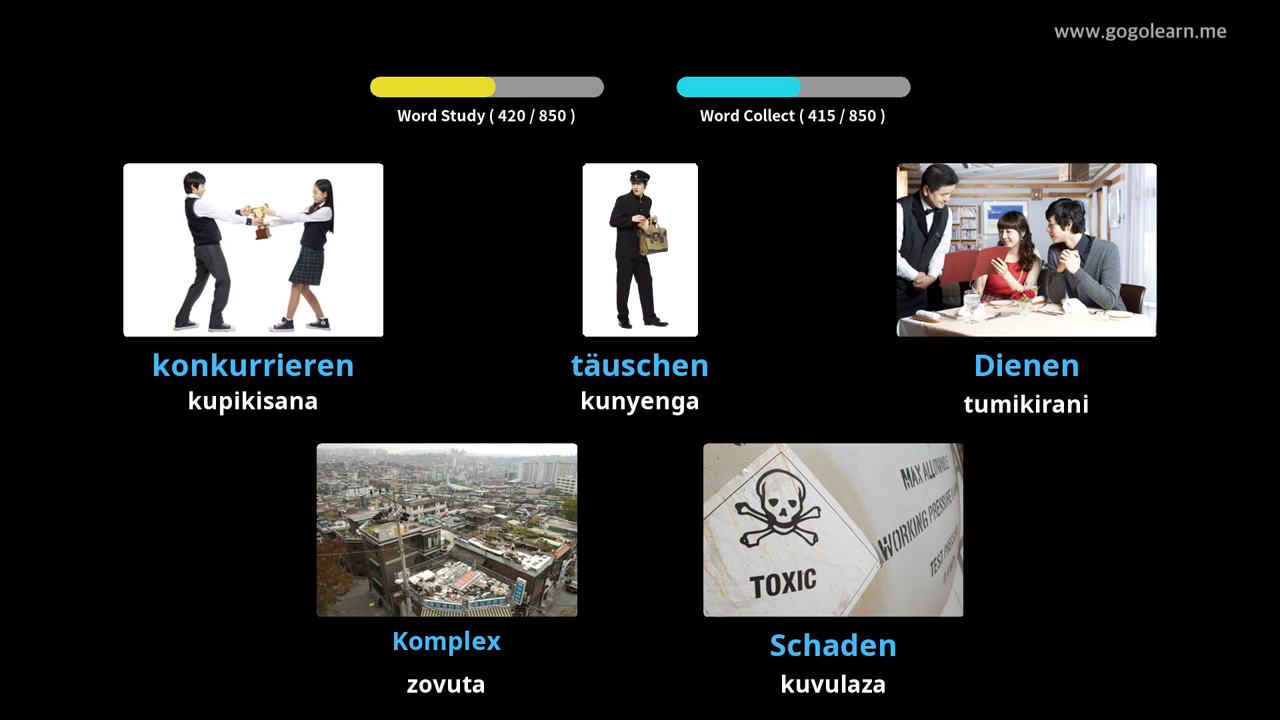 www.gogolearn.me
Word Study ( 420 / 850 )
Word Collect ( 415 / 850 )
konkurrieren
kupikisana
täuschen
kunyenga
Dienen
tumikirani
TOXIC
MAX ALLOWABLE
WORKING PRESSURE
Komplex
zovuta
Schaden
kuvulaza